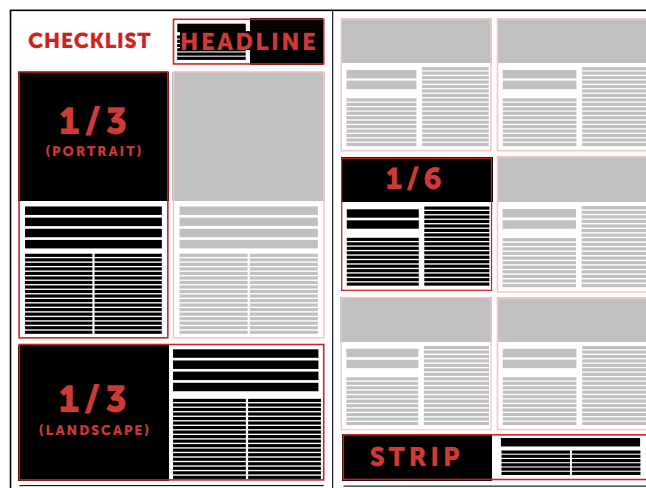 CHECKLIST
HEADLINE
1/3
(PORTRAIT)
1/3
(LANDSCAPE)
1/6
STRIP